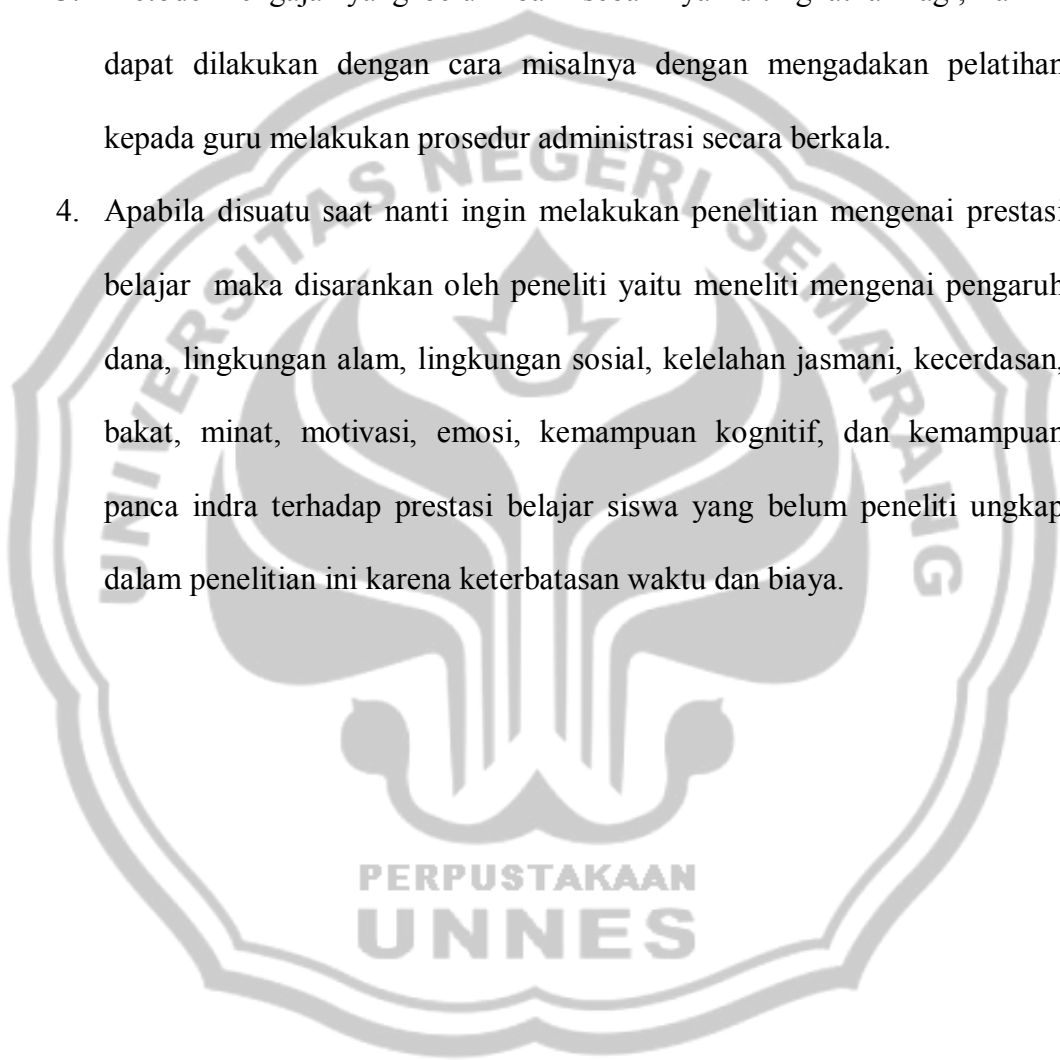 dapat dilakukan dengan cara misalnya dengan mengadakan pelatihan
kepada guru melakukan prosedur administrasi secara berkala.
4. Apabila disuatu saat nanti ingin melakukan penelitian mengenai prestasi
belajar maka disarankan oleh peneliti yaitu meneliti mengenai pengaruh
dana, lingkungan alam, lingkungan sosial, kelelahan jasmani, kecerdasan,
bakat, minat, motivasi, emosi, kemampuan kognitif, dan kemampuan
panca indra terhadap prestasi belajar siswa yang belum peneliti ungkap
dalam penelitian ini karena keterbatasan waktu dan biaya.
UNIVERSITAS NEGERI SEMARANG
PERPUSTAKAAN
UNNES